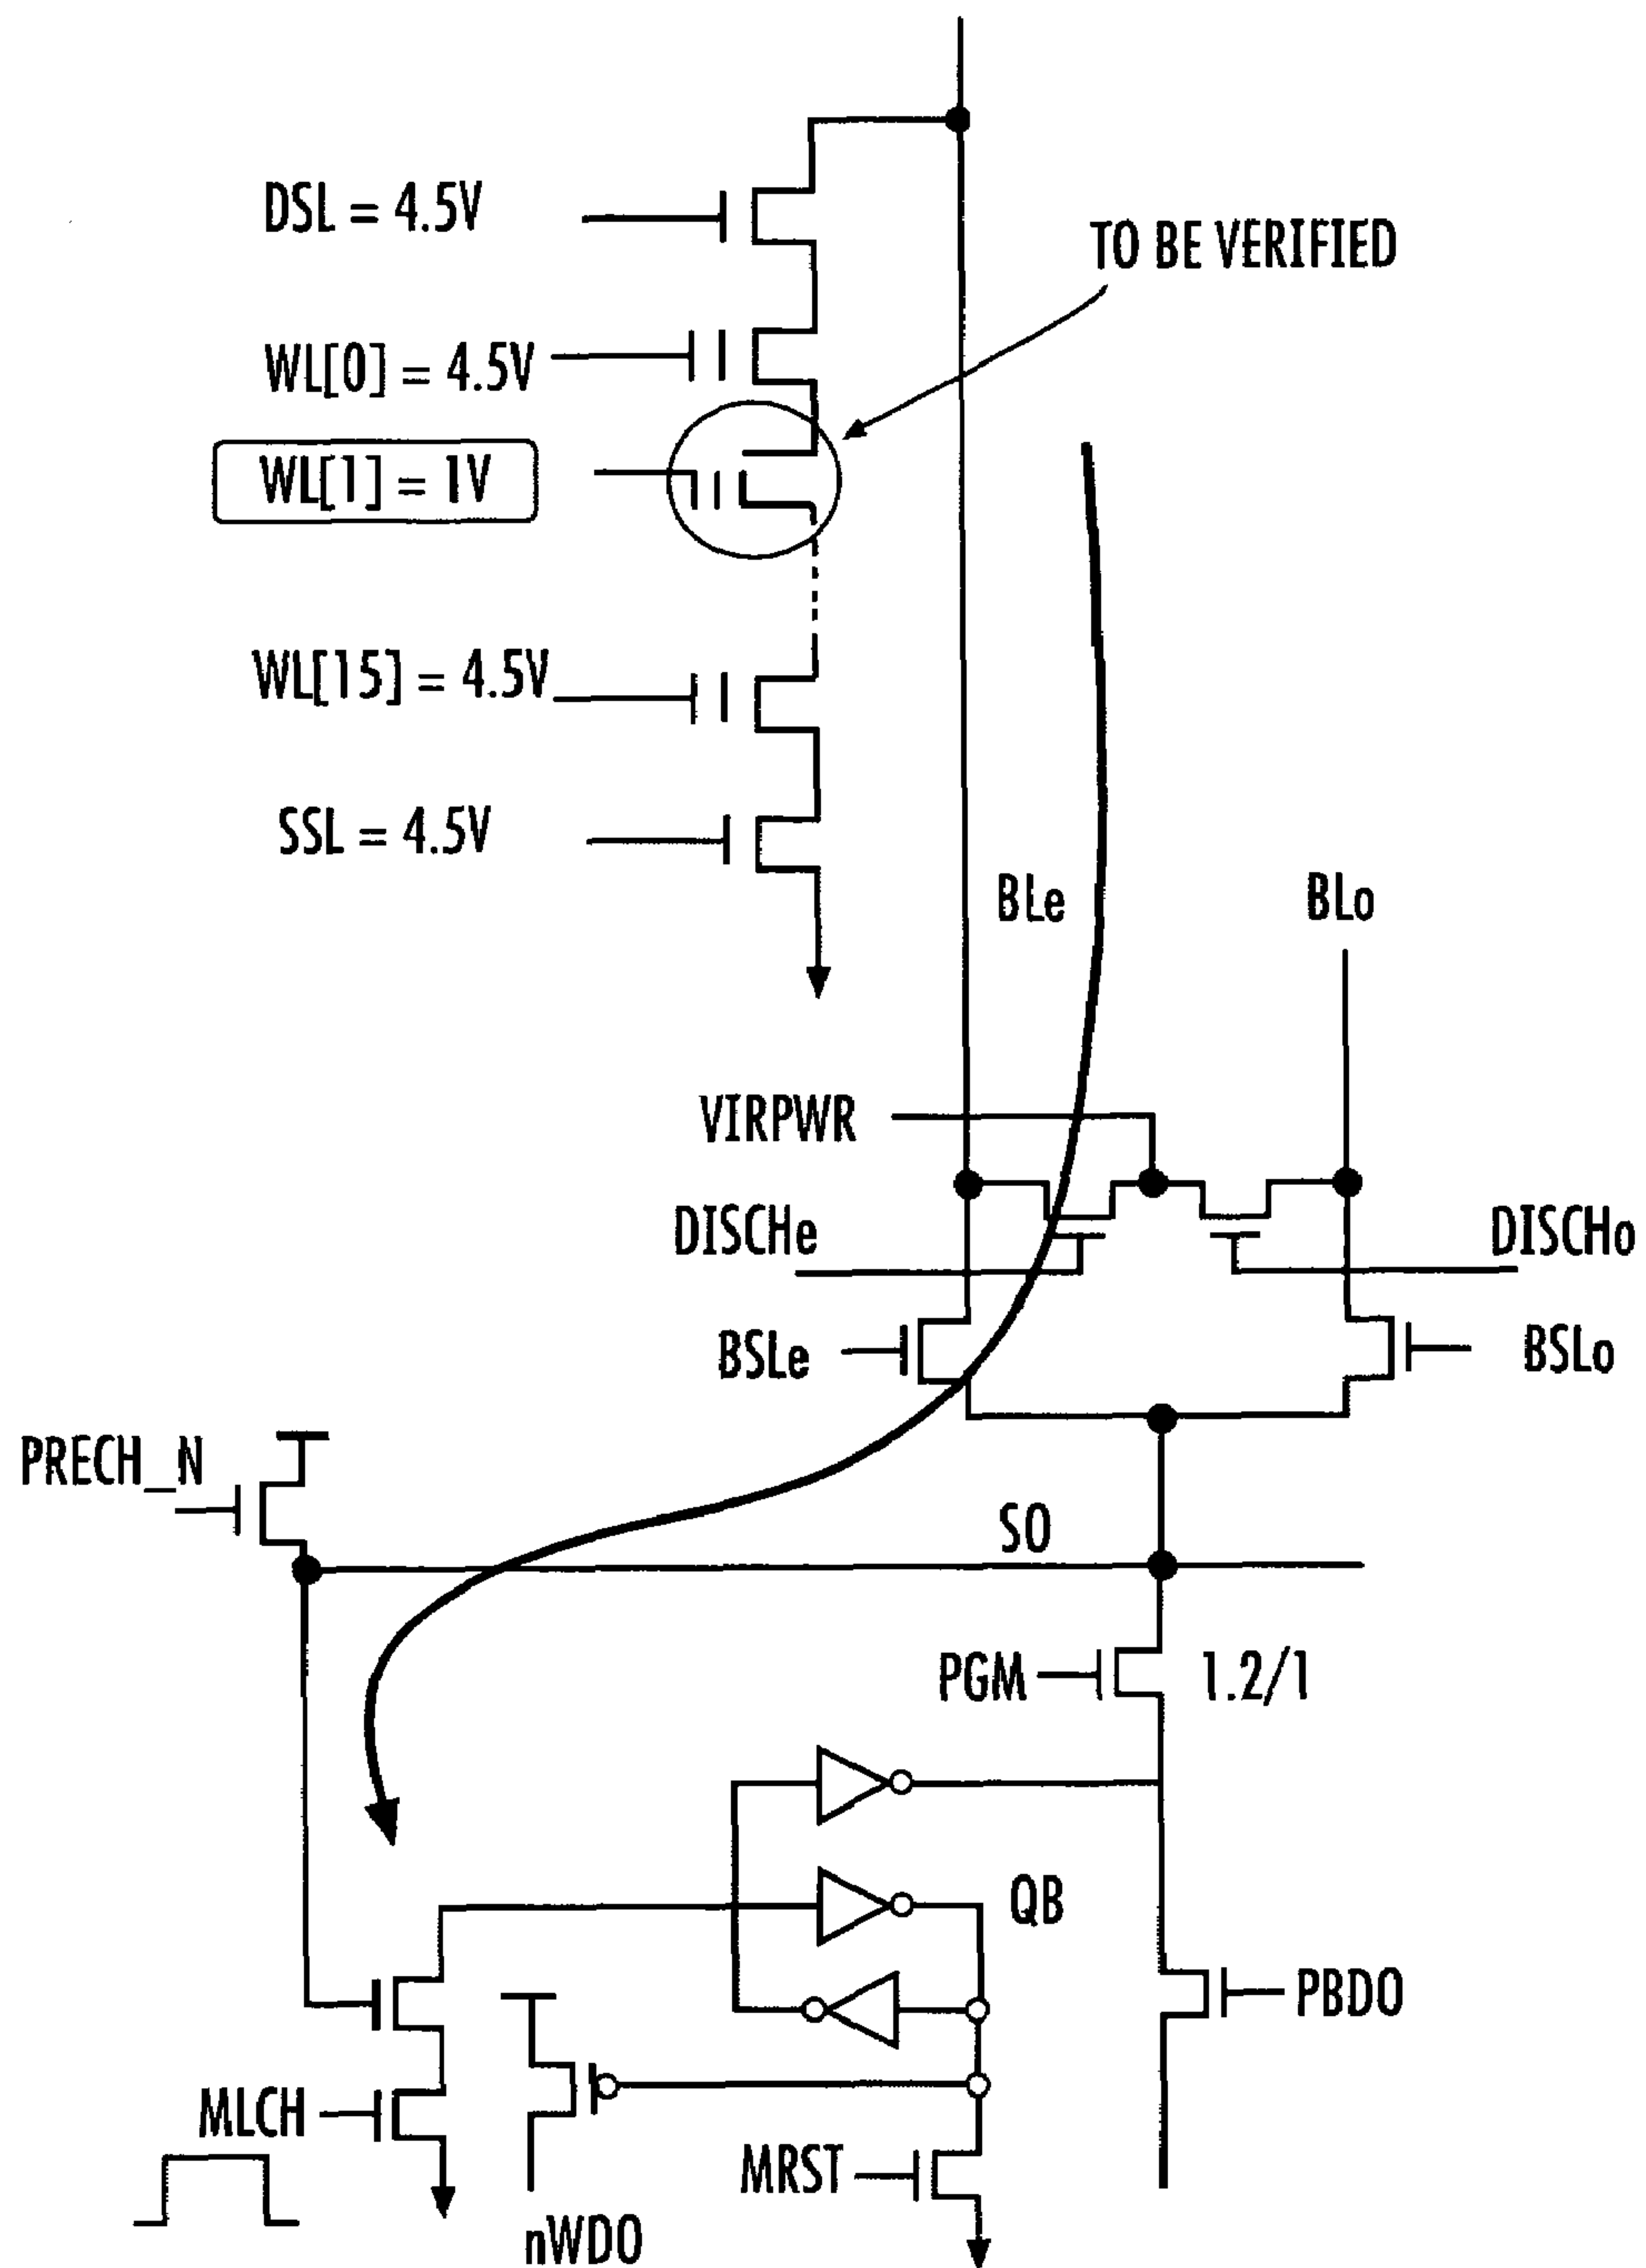 DSL = 4.5V
TO BE VERIFIED
WL[0] = 4.5V
WL[1] = 1V
WL[15] = 4.5V
SSL = 4.5V
BLe
BLo
VIRPWR
DISCHe
DISCHo
BSLe
BSLo
PRECH_N
SO
PGM
1.2/1
QB
PBDO
MLCH
MRST
nWDO